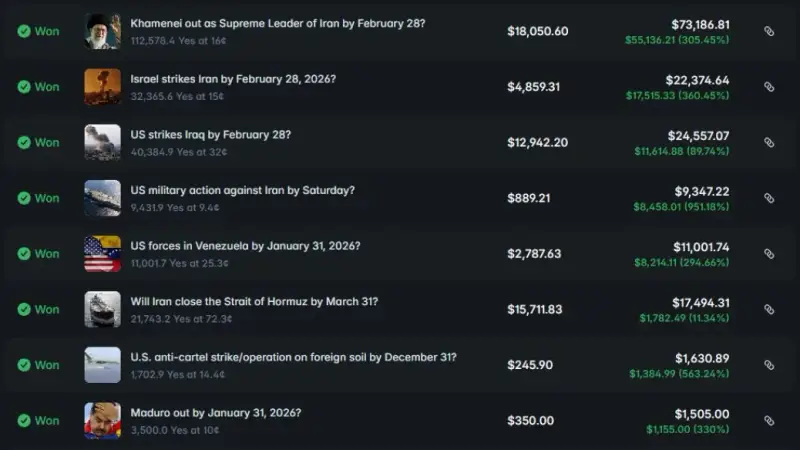 Won
Khamenei out as Supreme Leader of Iran by February 28?
112,578.4 Yes at 16¢
$18,050.60
$73,186.81
$55,136.21 (305.45%)
Won
Israel strikes Iran by February 28, 2026?
32,365.6 Yes at 15¢
$4,859.31
$22,374.64
$17,515.33 (360.45%)
Won
US strikes Iraq by February 28?
40,384.9 Yes at 32¢
$12,942.20
$24,557.07
$11,614.88 (89.74%)
Won
US military action against Iran by Saturday?
9,431.9 Yes at 9.4¢
$889.21
$9,347.22
$8,458.01 (951.18%)
Won
US forces in Venezuela by January 31, 2026?
11,001.7 Yes at 25.3¢
$2,787.63
$11,001.74
$8,214.11 (294.66%)
Won
Will Iran close the Strait of Hormuz by March 31?
21,743.2 Yes at 72.3¢
$15,711.83
$17,494.31
$1,782.49 (11.34%)
Won
U.S. anti-cartel strike/operation on foreign soil by December 31?
1,702.9 Yes at 14.4¢
$245.90
$1,630.89
$1,384.99 (563.24%)
Won
Maduro out by January 31, 2026?
3,500.0 Yes at 10¢
$350.00
$1,505.00
$1,155.00 (330%)